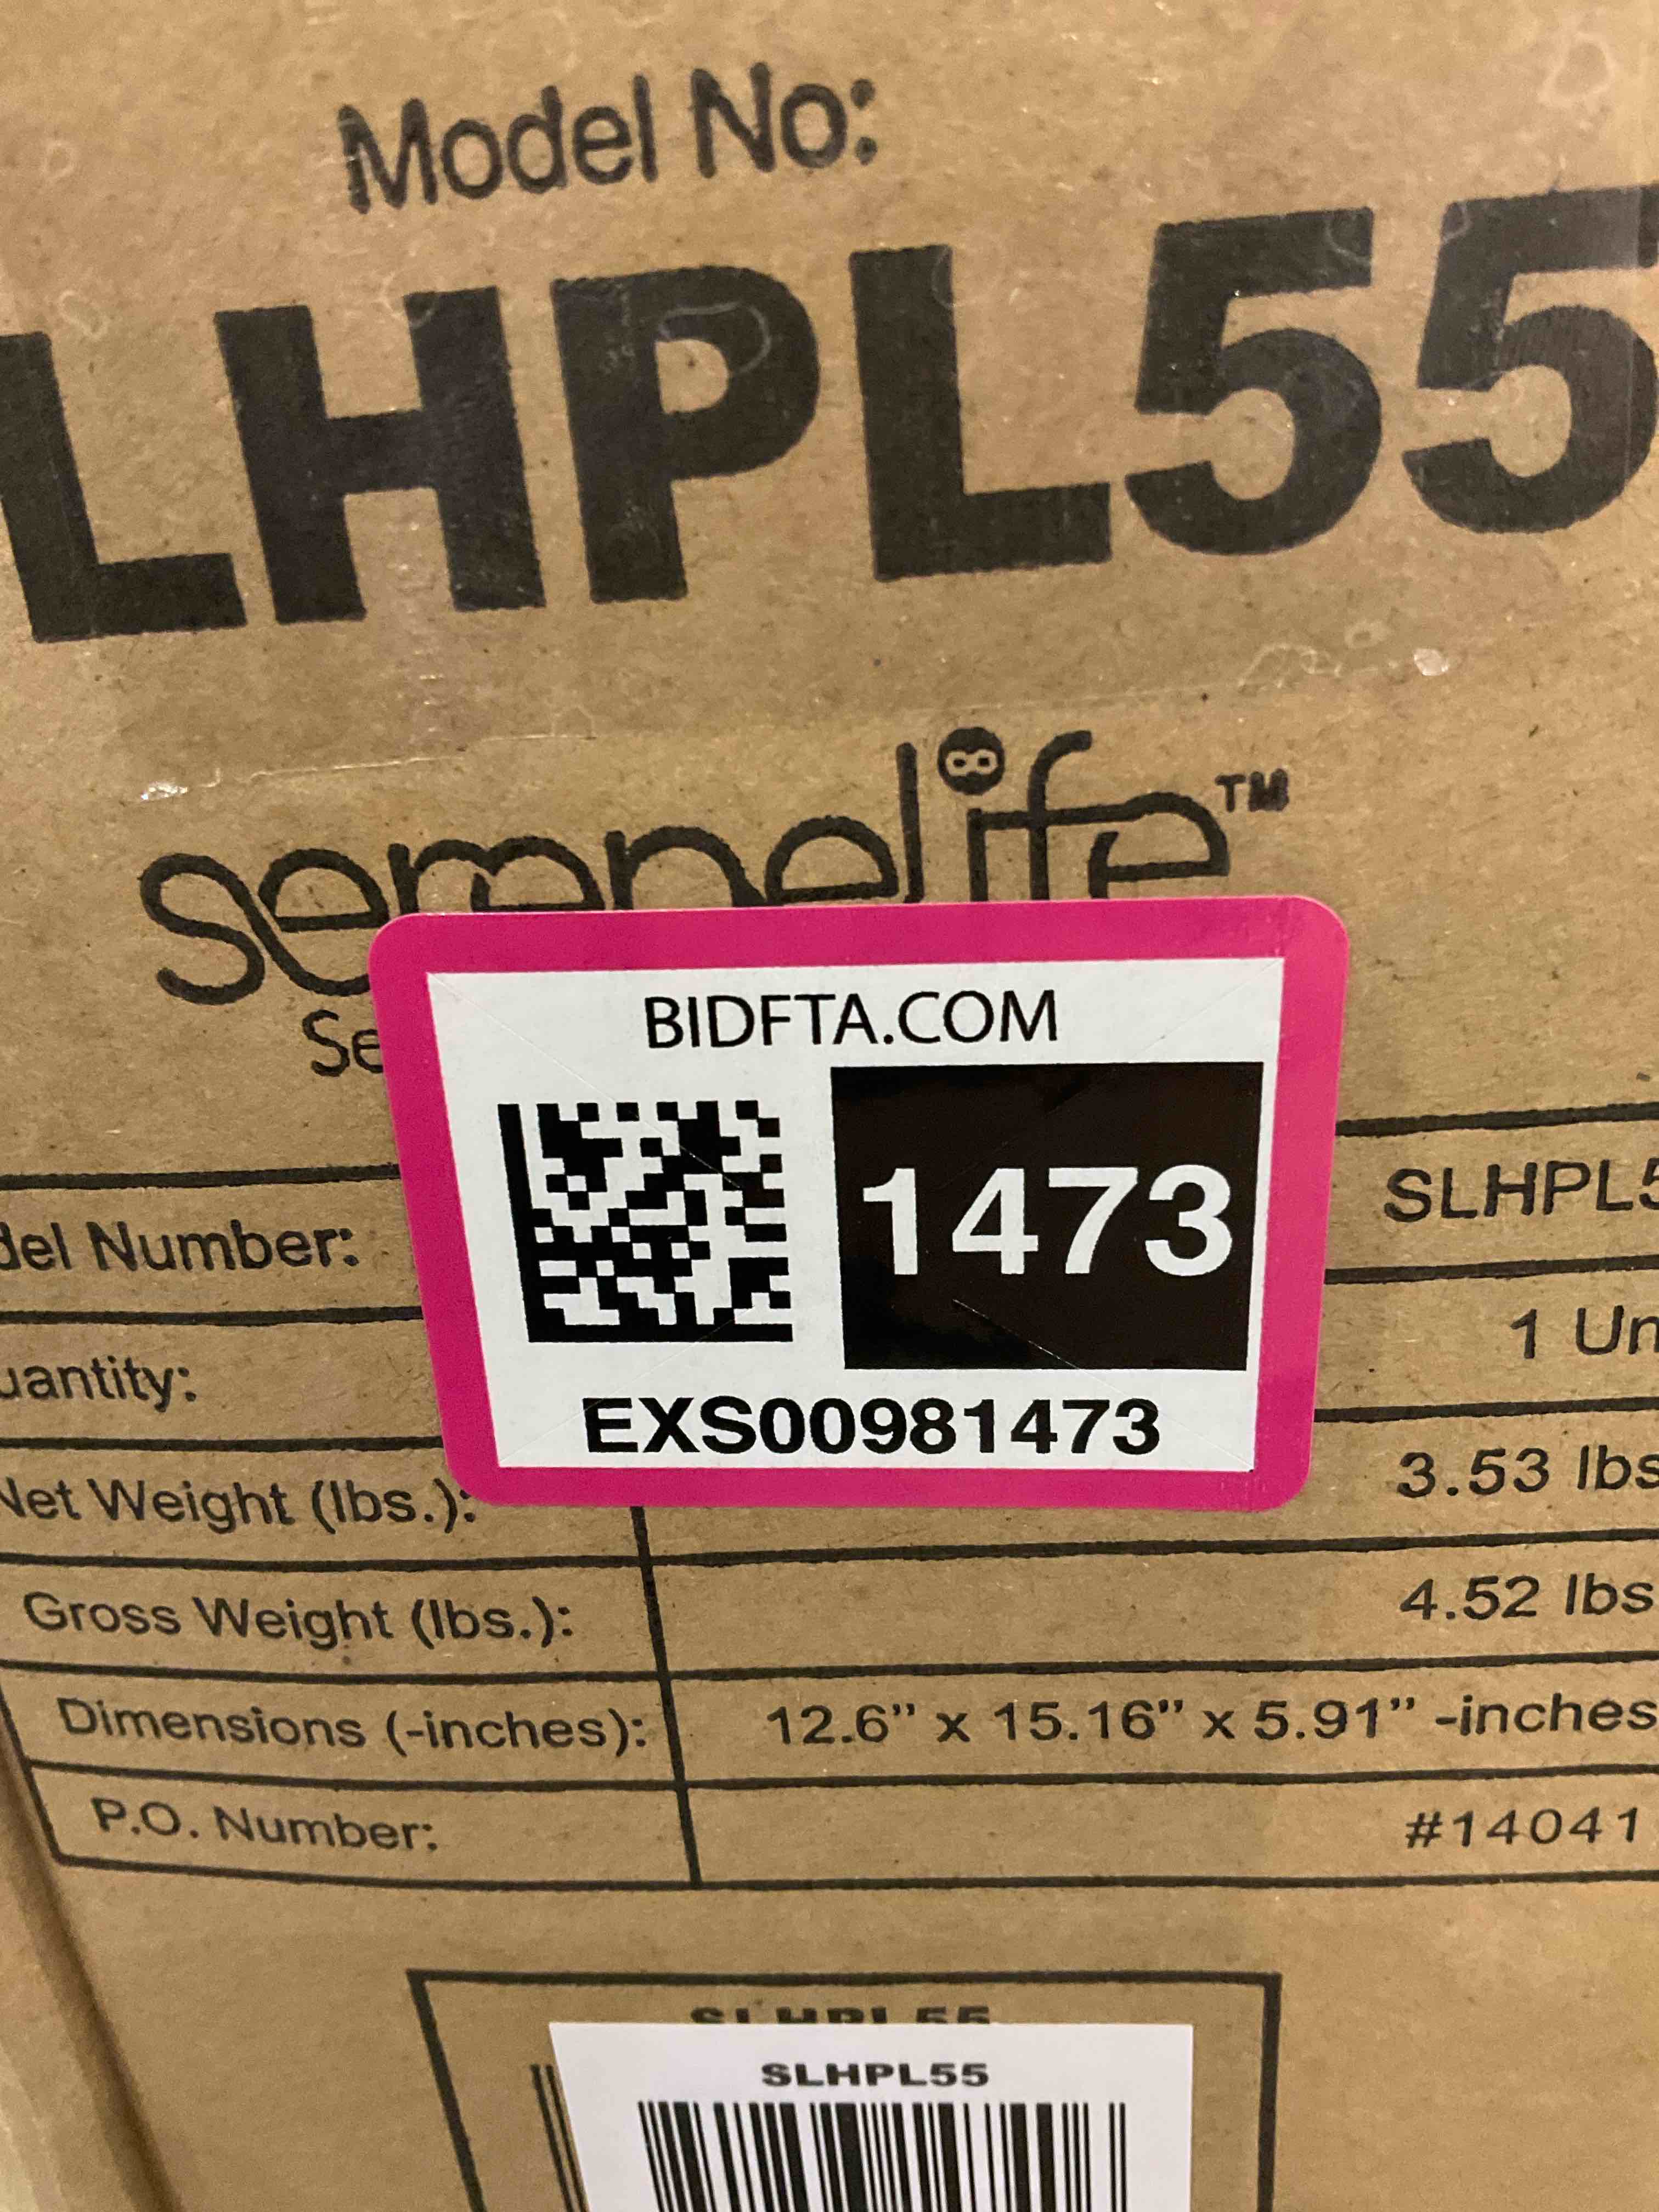 Model No:
LHPL55
serenelife™
Se
BIDFTA.COM
1473
EXS00981473
del Number: SLHPL5
uantity: 1 Un
Net Weight (lbs.): 3.53 lbs
Gross Weight (lbs.): 4.52 lbs
Dimensions (-inches): 12.6” x 15.16” x 5.91” -inches
P.O. Number: #14041
SLHPL55
SLHPL55